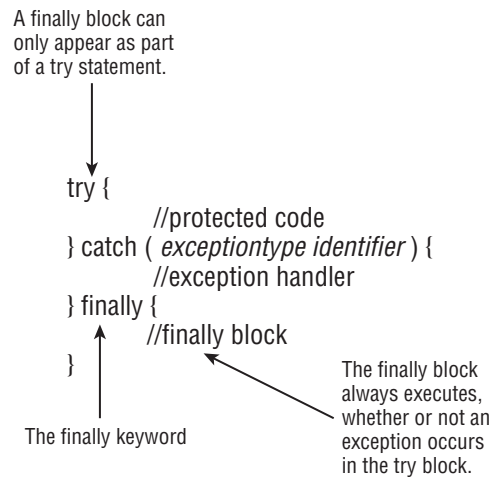 A finally block can
only appear as part
of a try statement.
try {
//protected code
} catch ( exceptiontype identifier ) {
//exception handler
} finally {
//finally block
}
The finally keyword
The finally block
always executes,
whether or not an
exception occurs
in the try block.